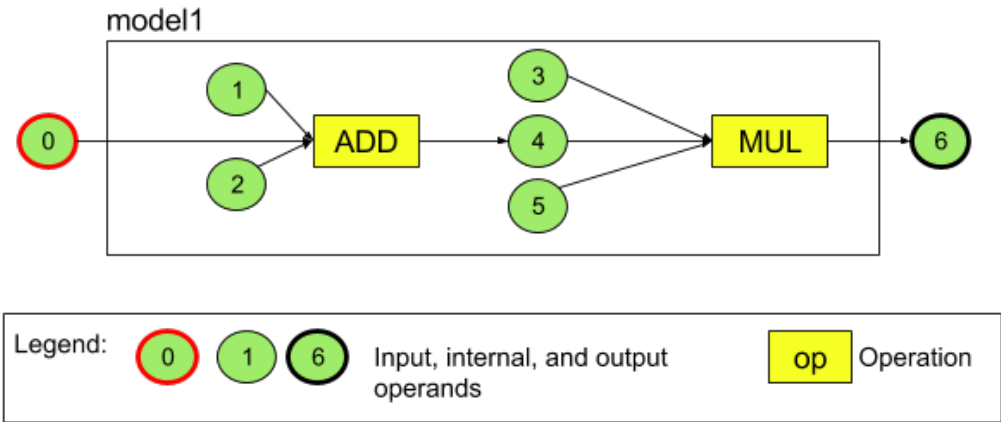 model1
1
3
0
ADD
4
MUL
6
2
5
Legend:
0
1
6
Input, internal, and output
operands
op
Operation